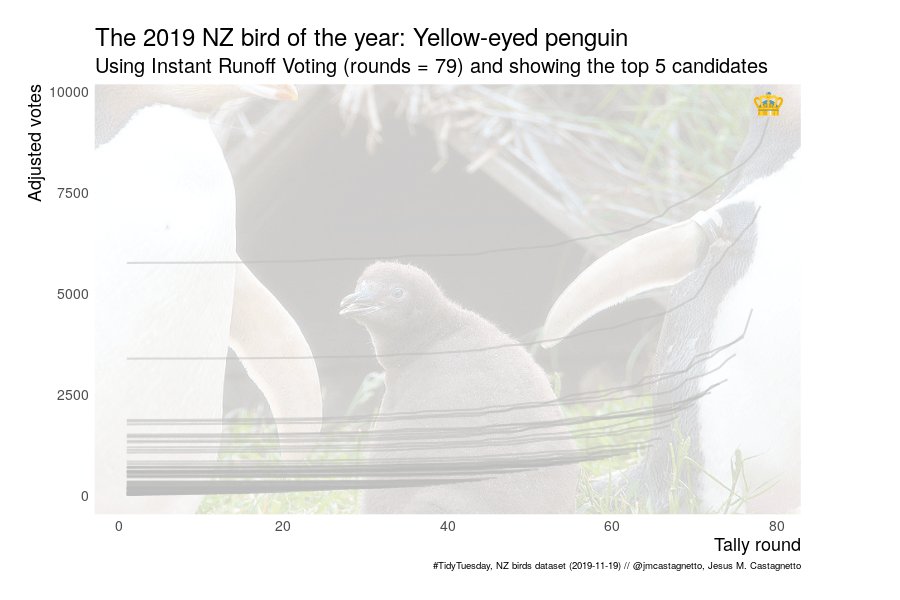 The 2019 NZ bird of the year: Yellow-eyed penguin
Using Instant Runoff Voting (rounds = 79) and showing the top 5 candidates
Adjusted votes
10000
7500
5000
2500
0
0 20 40 60 80
Tally round
#TidyTuesday, NZ birds dataset (2019-11-19) // @jmcastagnetto, Jesus M. Castagnetto